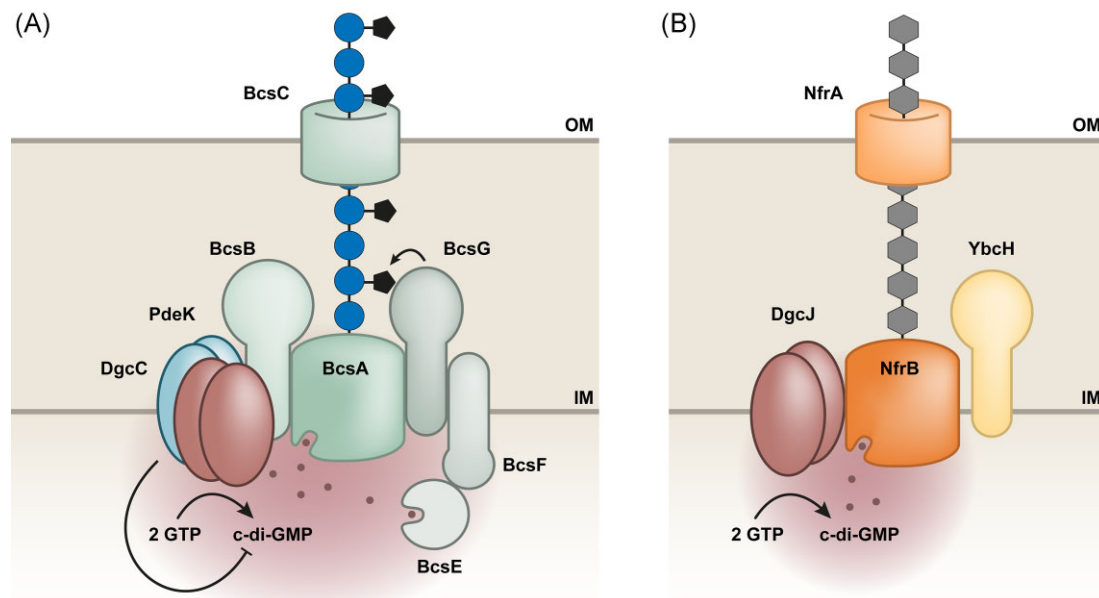 (A)
BcsC
OM
BcsB
BcsG
PdeK
DgcC
BcsA
IM
BcsF
2 GTP
c-di-GMP
BcsE
(B)
NfrA
OM
YbcH
DgcJ
NfrB
IM
2 GTP
c-di-GMP